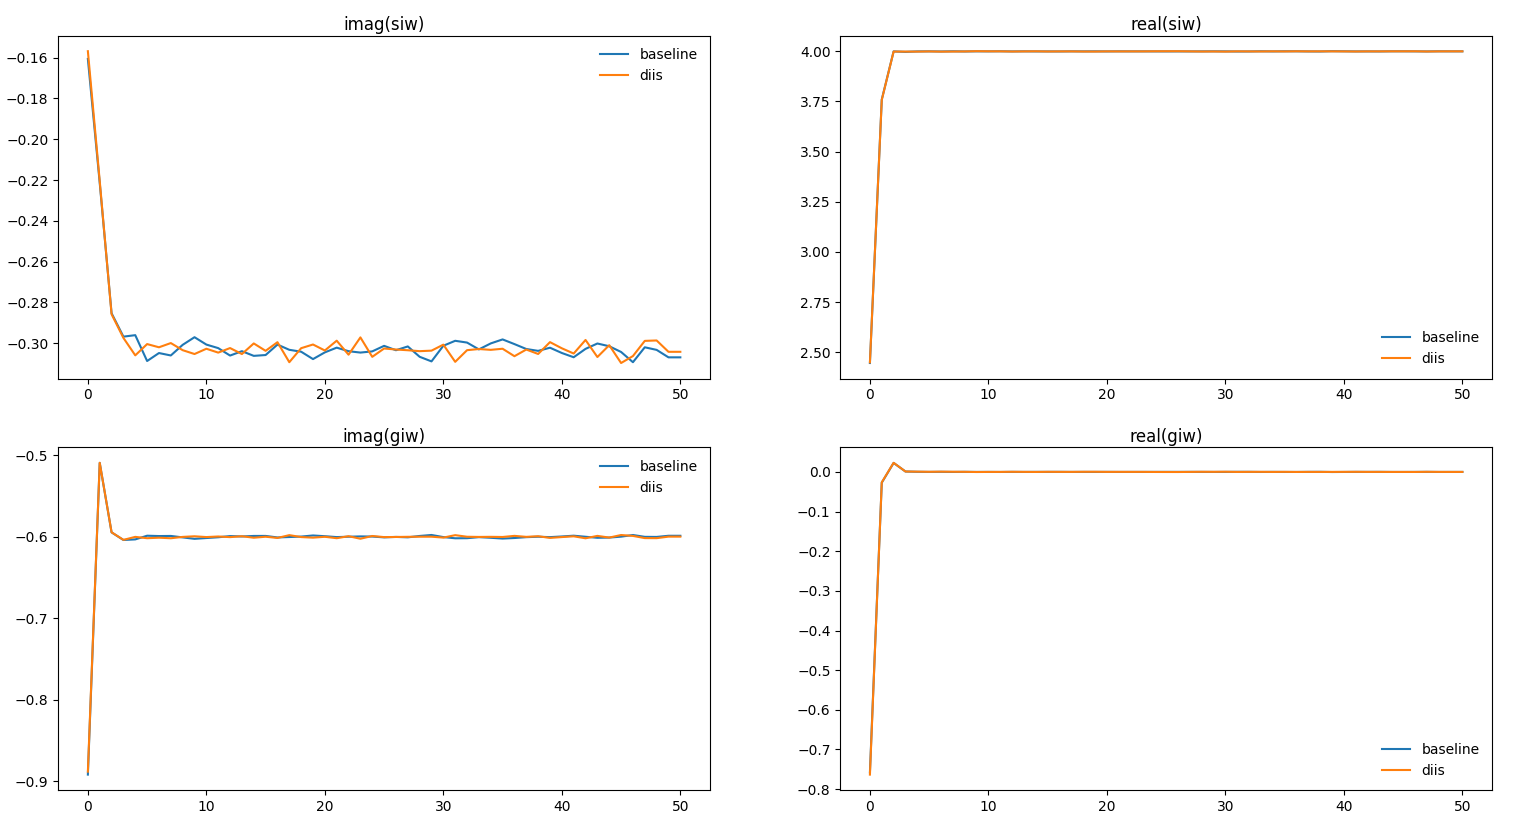 imag(siw)
−0.16
−0.18
−0.20
−0.22
−0.24
−0.26
−0.28
−0.30
0 10 20 30 40 50
baseline
diis
real(siw)
4.00
3.75
3.50
3.25
3.00
2.75
2.50
0 10 20 30 40 50
baseline
diis
imag(giw)
−0.5
−0.6
−0.7
−0.8
−0.9
0 10 20 30 40 50
baseline
diis
real(giw)
0.0
−0.1
−0.2
−0.3
−0.4
−0.5
−0.6
−0.7
−0.8
0 10 20 30 40 50
baseline
diis